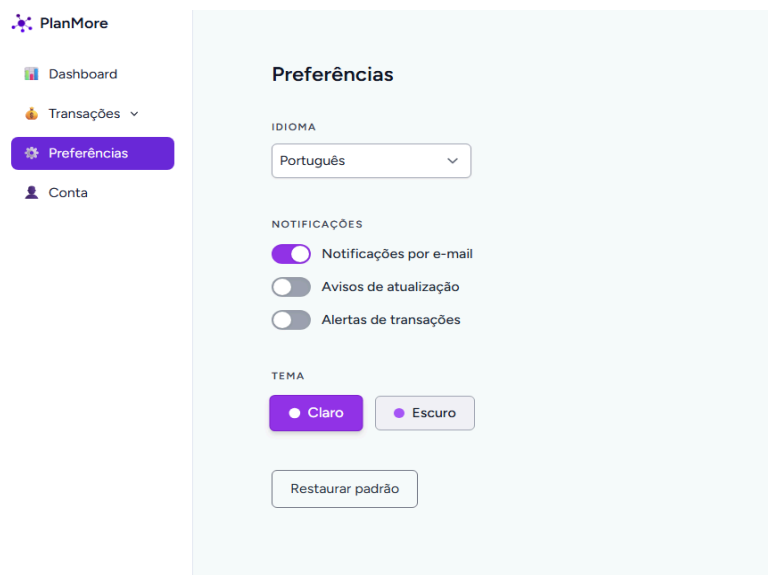 PlanMore
Dashboard
Transações
Preferências
Conta
Preferências
IDIOMA
Português
NOTIFICAÇÕES
Notificações por e-mail
Avisos de atualização
Alertas de transações
TEMA
Claro
Escuro
Restaurar padrão